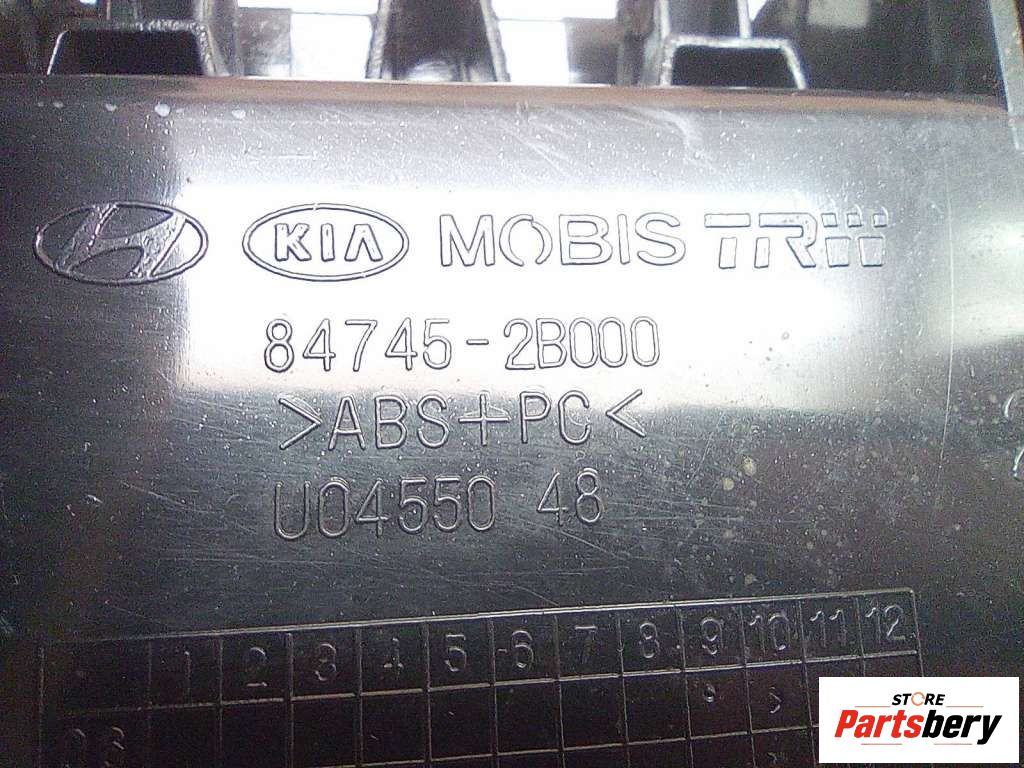 KIA MOBIS TRW
84745-2B000
>ABS+PC<
U04550 48
1 2 3 4 5 6 7 8 9 10 11 12
STORE
Partsbery